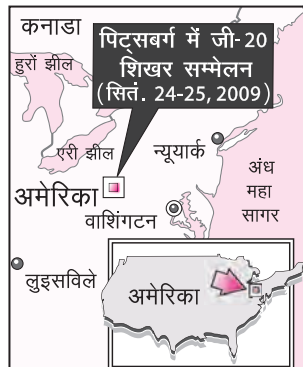 कनाडा
पिट्सबर्ग में जी-20
शिखर सम्मेलन
(सितं. 24-25, 2009)
हुरों झील
एरी झील
न्यूयार्क
अंध
महा
सागर
अमेरिका
वाशिंगटन
लुइसविले
अमेरिका